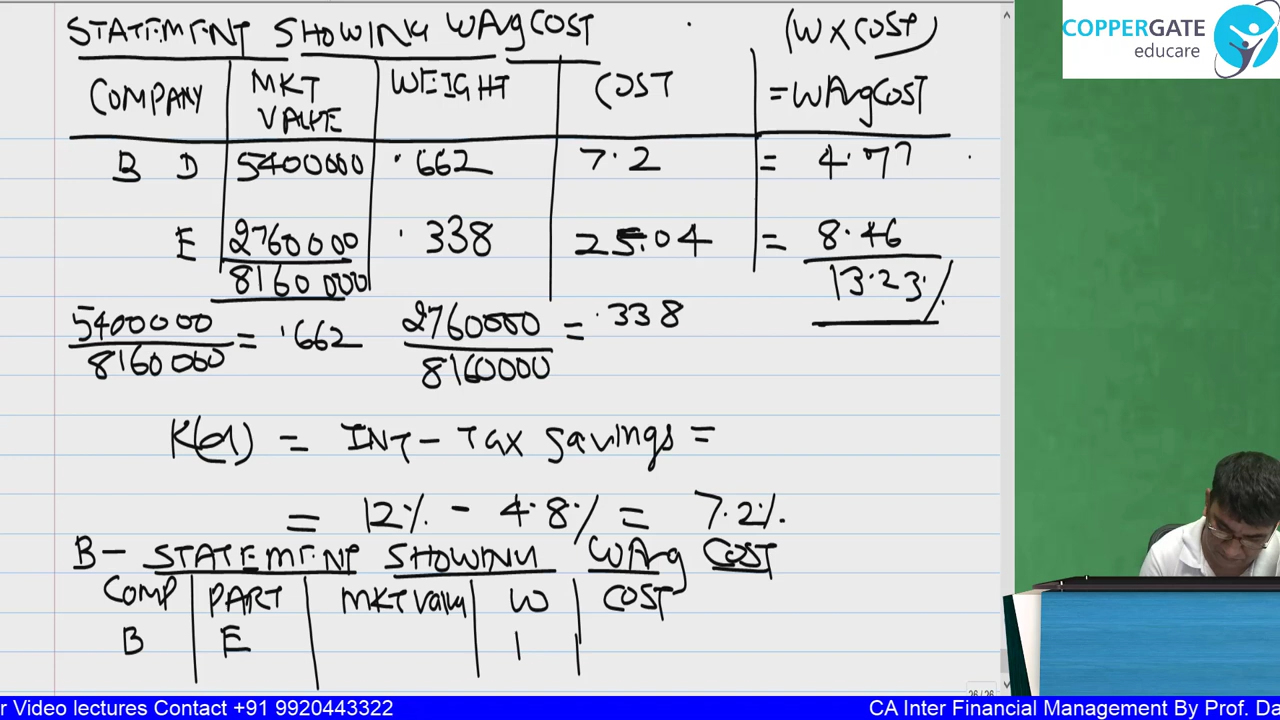 STATEMENT SHOWING WAvgCOST (W x COST)
COPPERGATE
educare
COMPANY MKT VALUE WEIGHT COST = WAvgCOST
B D 5400000 .662 7.2 = 4.77
E 2760000 .338 25.04 = 8.46
8160000 13.23%
5400000/8160000 = .662 2760000/8160000 = .338
K(d) = INT - Tax savings =
= 12% - 4.8% = 7.2%.
B- STATEMENT SHOWING WAvg COST
COMP PART MKT Value W COST
B E 1
r Video lectures Contact +91 9920443322 CA Inter Financial Management By Prof. Da